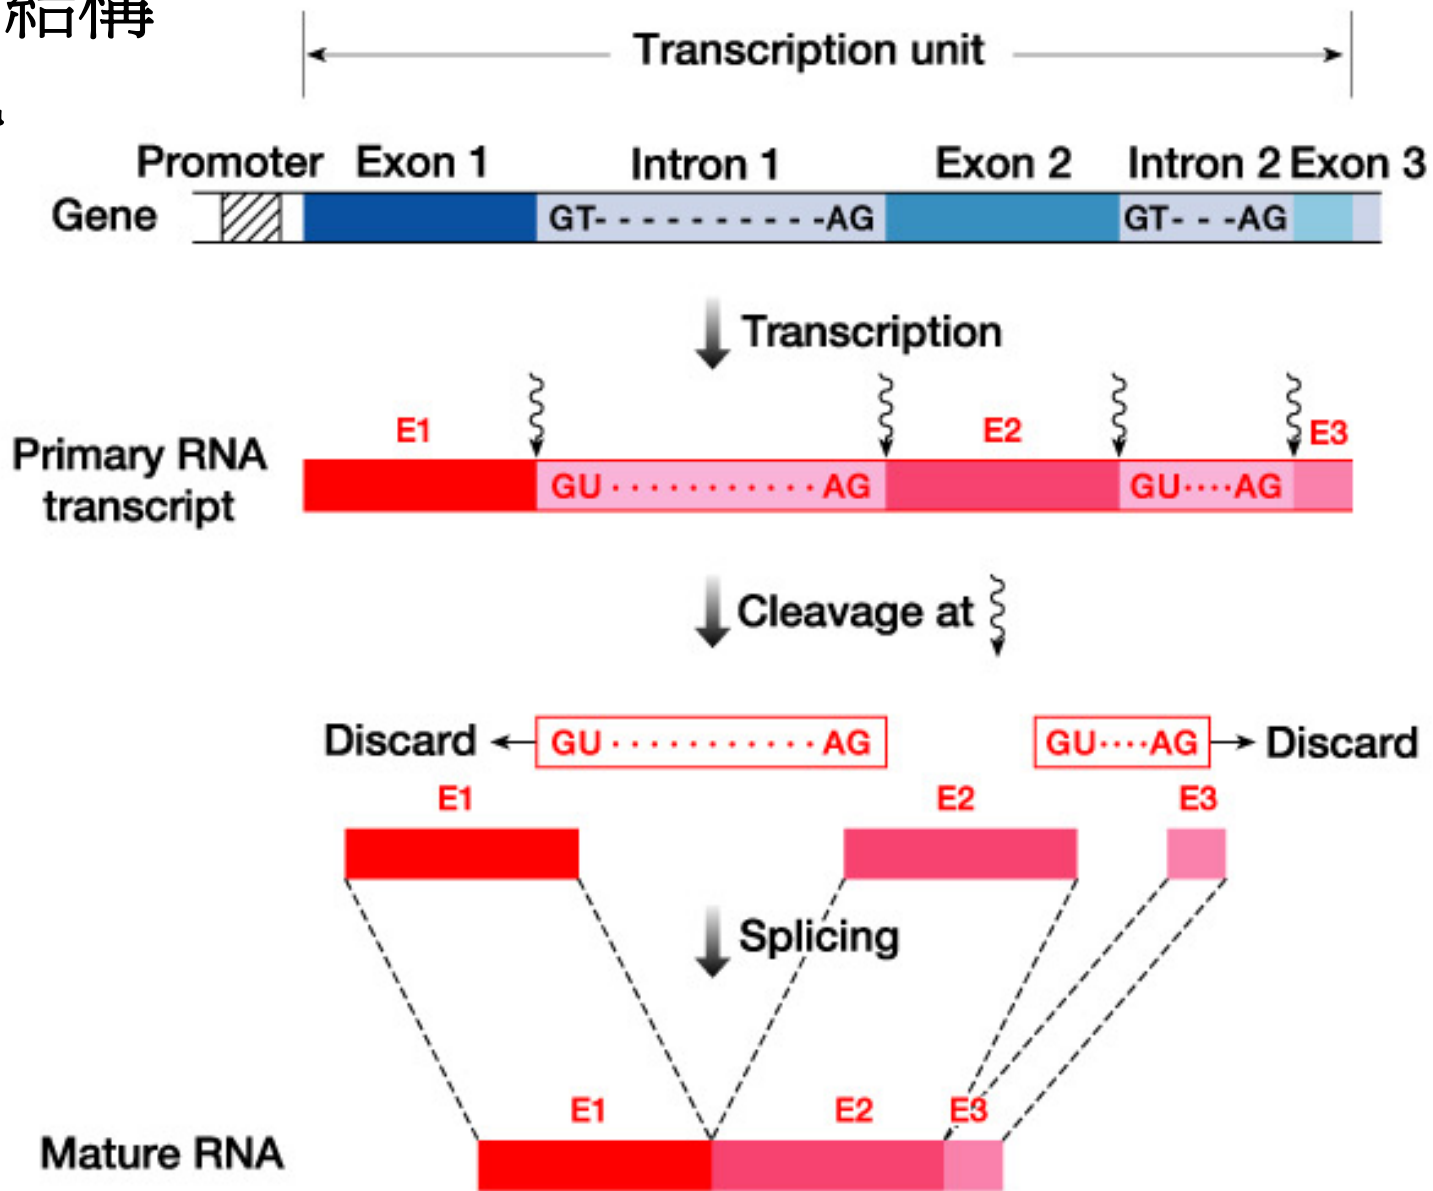 結構
Transcription unit
Promoter Exon 1 Intron 1 Exon 2 Intron 2 Exon 3
Gene GT- - - - - - - - - - -AG GT- - -AG
Transcription
E1 E2 E3
Primary RNA
transcript
GU · · · · · · · · · · · AG GU····AG
Cleavage at
Discard GU · · · · · · · · · · · AG GU····AG Discard
E1 E2 E3
Splicing
E1 E2 E3
Mature RNA